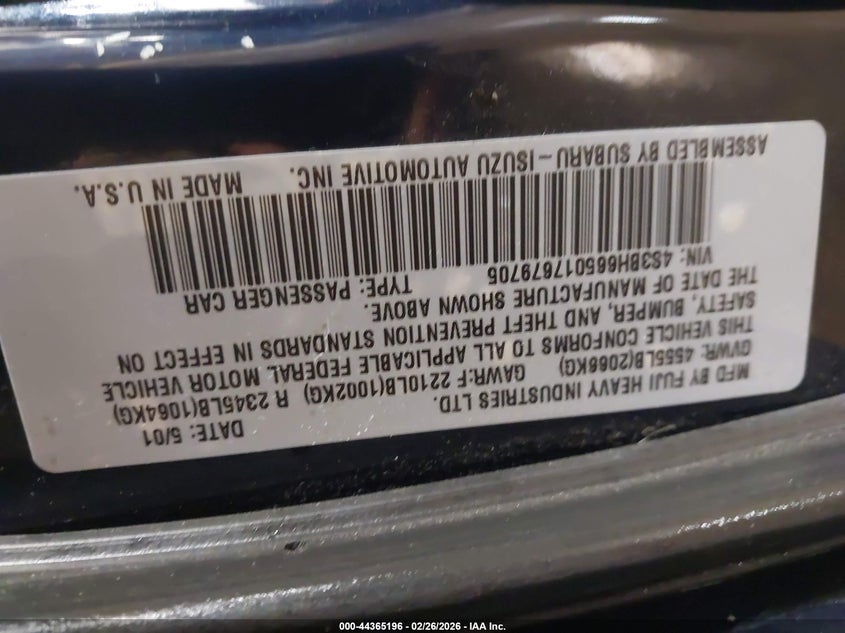 MFD BY FUJI HEAVY INDUSTRIES LTD. DATE: 5/01
GVWR: 4555LB(2066KG) GAWR:F 2210LB(1002KG) R 2345LB(1064KG)
THIS VEHICLE CONFORMS TO ALL APPLICABLE FEDERAL MOTOR VEHICLE
SAFETY, BUMPER, AND THEFT PREVENTION STANDARDS IN EFFECT ON
THE DATE OF MANUFACTURE SHOWN ABOVE.
VIN: 4S3BH665017679705 TYPE: PASSENGER CAR
ASSEMBLED BY SUBARU-ISUZU AUTOMOTIVE INC. MADE IN U.S.A.
000-44365196 - 02/26/2026 - IAA Inc.